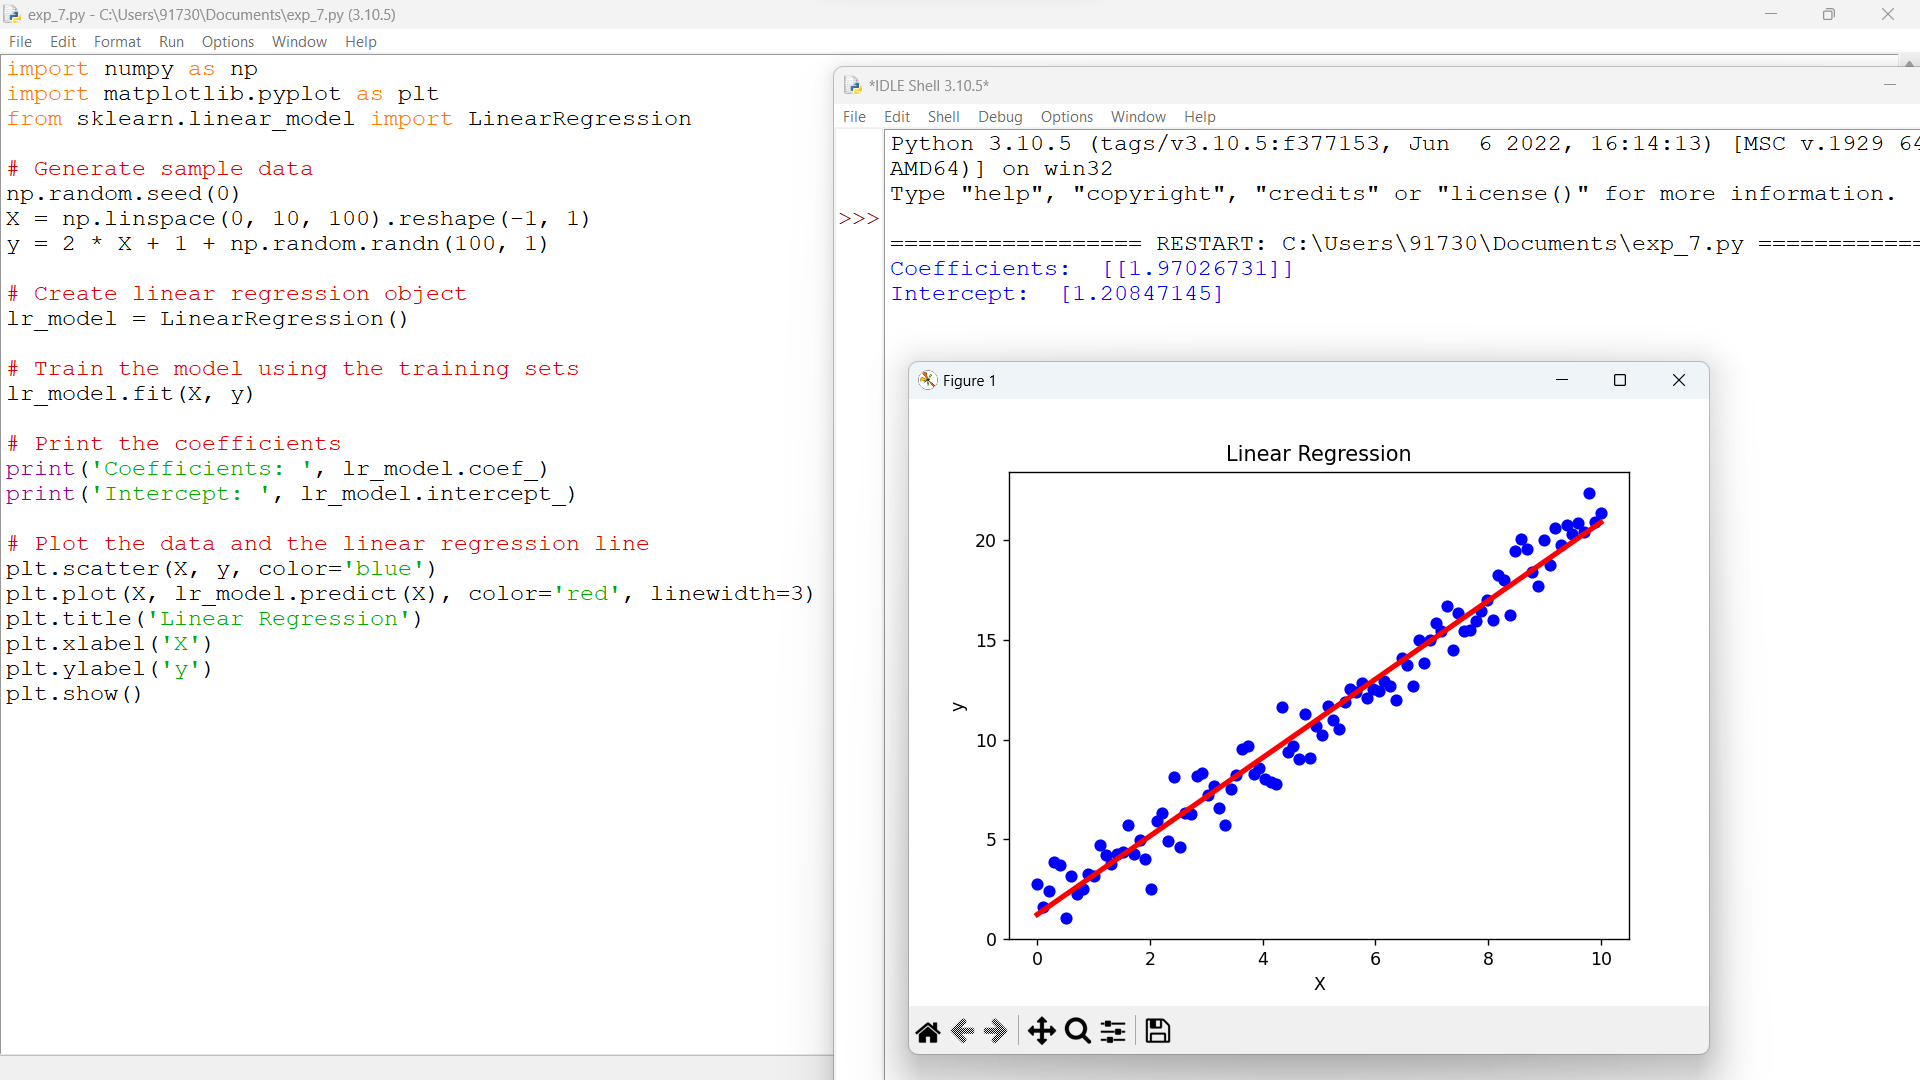 exp_7.py - C:\Users\91730\Documents\exp_7.py (3.10.5)
File Edit Format Run Options Window Help
import numpy as np
import matplotlib.pyplot as plt
from sklearn.linear_model import LinearRegression
# Generate sample data
np.random.seed(0)
X = np.linspace(0, 10, 100).reshape(-1, 1)
y = 2 * X + 1 + np.random.randn(100, 1)
# Create linear regression object
lr_model = LinearRegression()
# Train the model using the training sets
lr_model.fit(X, y)
# Print the coefficients
print('Coefficients: ', lr_model.coef_)
print('Intercept: ', lr_model.intercept_)
# Plot the data and the linear regression line
plt.scatter(X, y, color='blue')
plt.plot(X, lr_model.predict(X), color='red', linewidth=3)
plt.title('Linear Regression')
plt.xlabel('X')
plt.ylabel('y')
plt.show()
*IDLE Shell 3.10.5*
File Edit Shell Debug Options Window Help
Python 3.10.5 (tags/v3.10.5:f377153, Jun  6 2022, 16:14:13) [MSC v.1929 64
AMD64)] on win32
Type "help", "copyright", "credits" or "license()" for more information.
>>>
================== RESTART: C:\Users\91730\Documents\exp_7.py ============
Coefficients:  [[1.97026731]]
Intercept:  [1.20847145]
Figure 1
Linear Regression
20
15
y
10
5
0
0 2 4 6 8 10
X